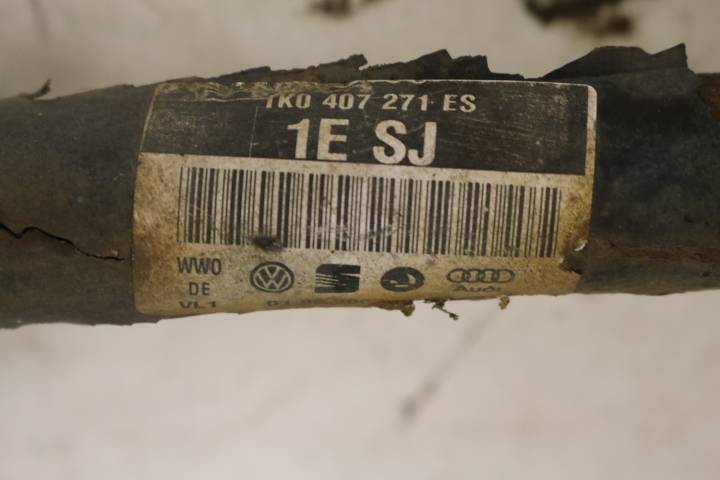 1K0 407 271 ES
1E SJ
WWO
DE
VL1
Audi